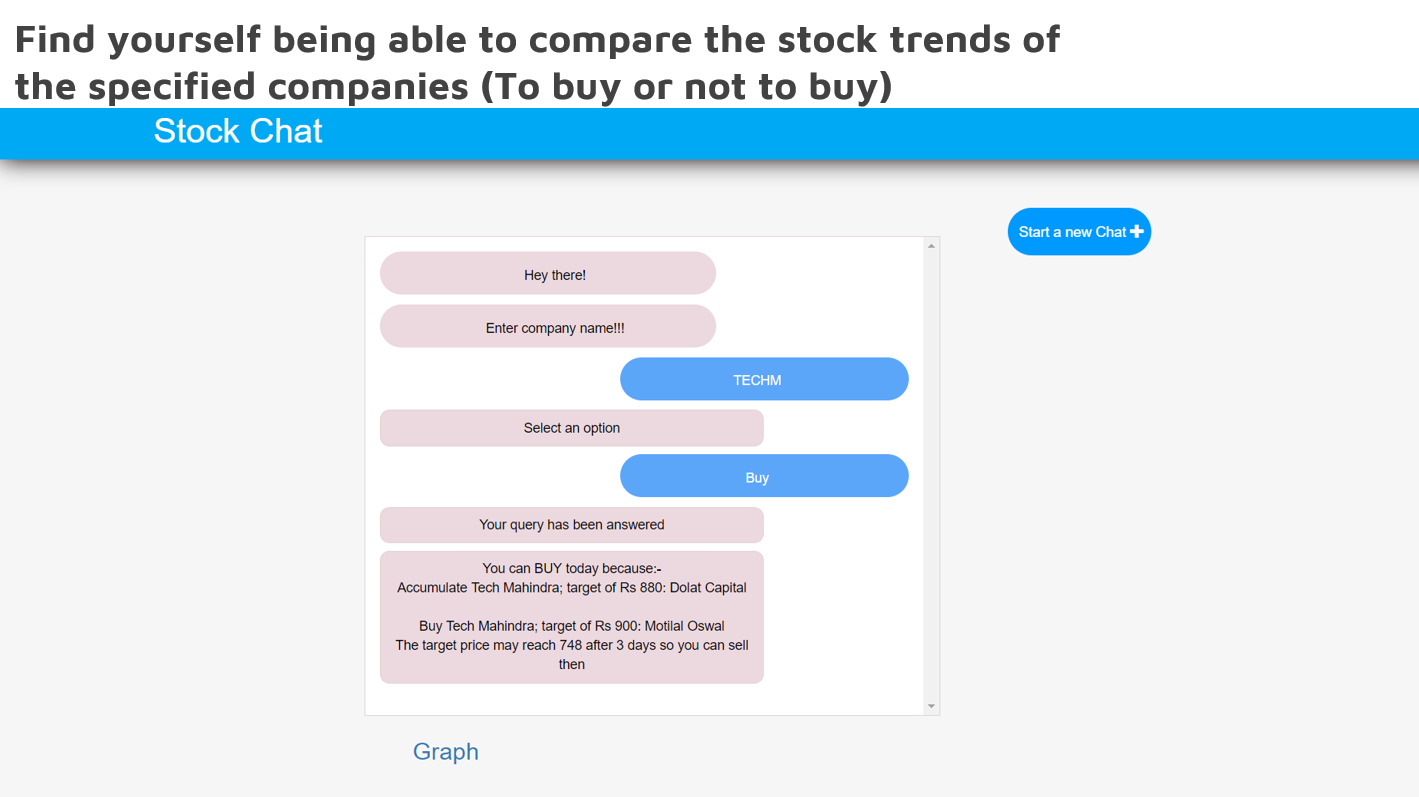 Find yourself being able to compare the stock trends of
the specified companies (To buy or not to buy)
Stock Chat
Start a new Chat
Hey there!
Enter company name!!!
TECHM
Select an option
Buy
Your query has been answered
You can BUY today because:-
Accumulate Tech Mahindra; target of Rs 880: Dolat Capital
Buy Tech Mahindra; target of Rs 900: Motilal Oswal
The target price may reach 748 after 3 days so you can sell
then
Graph